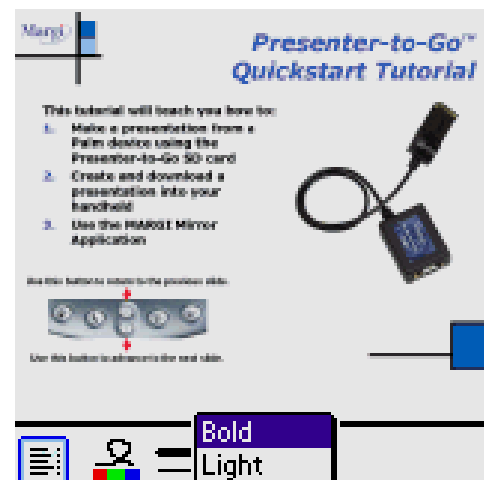 Margi
Presenter-to-Go™
Quickstart Tutorial
This tutorial will teach you how to:
1. Make a presentation from a
Palm device using the
Presenter-to-Go SD card
2. Create and download a
presentation into your
handheld
3. Use the MARGI Mirror
Application
Use this button to return to the previous slide.
Use this button to advance to the next slide.
Bold
Light